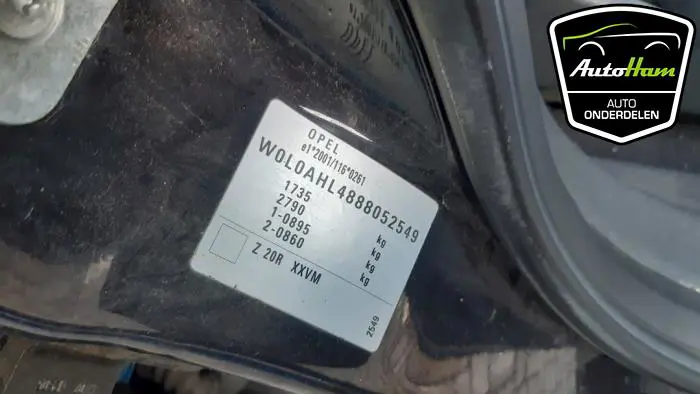 OPEL
e1*2001/116*0261
W0L0AHL4888052549
1735 kg
2790 kg
1-0895 kg
2-0860 kg
Z 20R XXVM
2549
AutoHam
AUTO
ONDERDELEN